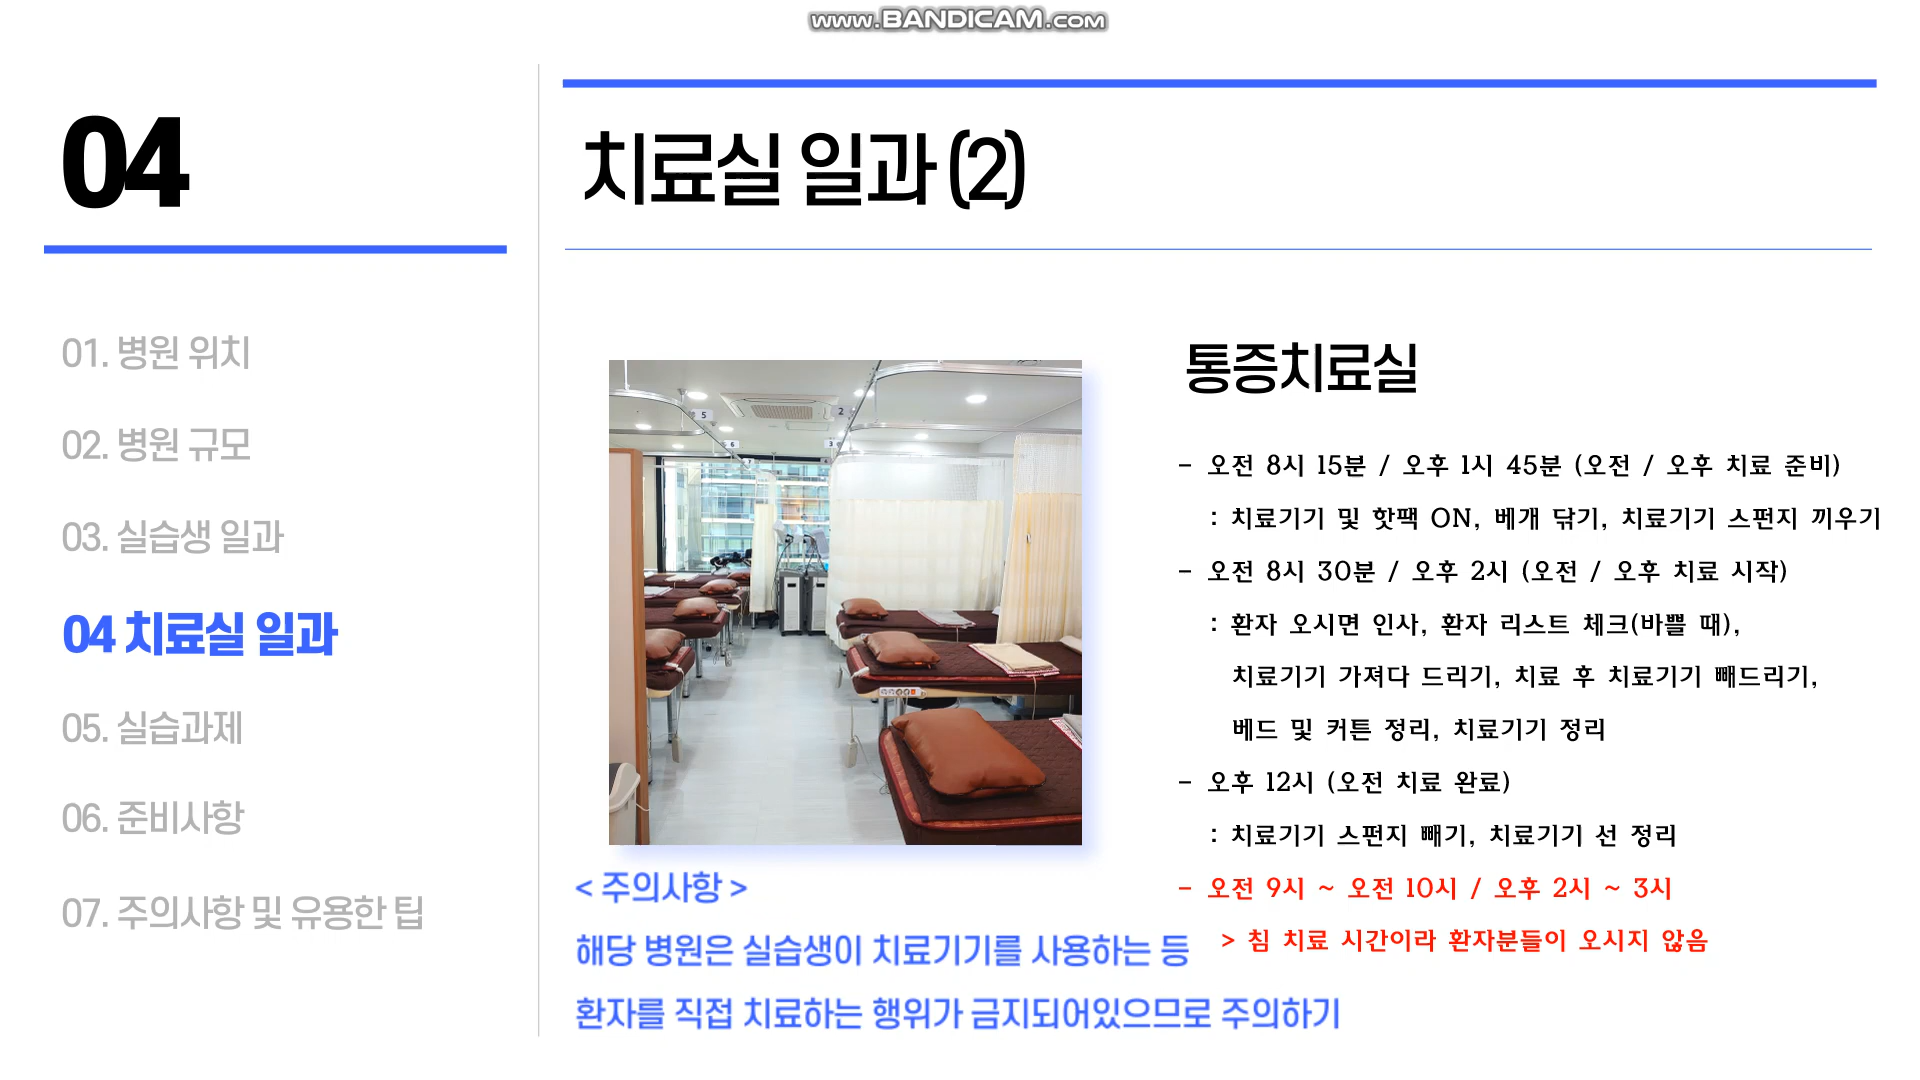 www.BANDICAM.com
04
01. 병원 위치
02. 병원 규모
03. 실습생 일과
04 치료실 일과
05. 실습과제
06. 준비사항
07. 주의사항 및 유용한 팁
치료실 일과 (2)
5
2
6
3
통증치료실
- 오전 8시 15분 / 오후 1시 45분 (오전 / 오후 치료 준비)
: 치료기기 및 핫팩 ON, 베개 닦기, 치료기기 스펀지 끼우기
- 오전 8시 30분 / 오후 2시 (오전 / 오후 치료 시작)
: 환자 오시면 인사, 환자 리스트 체크(바쁠 때),
치료기기 가져다 드리기, 치료 후 치료기기 빼드리기,
베드 및 커튼 정리, 치료기기 정리
- 오후 12시 (오전 치료 완료)
: 치료기기 스펀지 빼기, 치료기기 선 정리
- 오전 9시 ~ 오전 10시 / 오후 2시 ~ 3시
> 침 치료 시간이라 환자분들이 오시지 않음
< 주의사항 >
해당 병원은 실습생이 치료기기를 사용하는 등
환자를 직접 치료하는 행위가 금지되어있으므로 주의하기